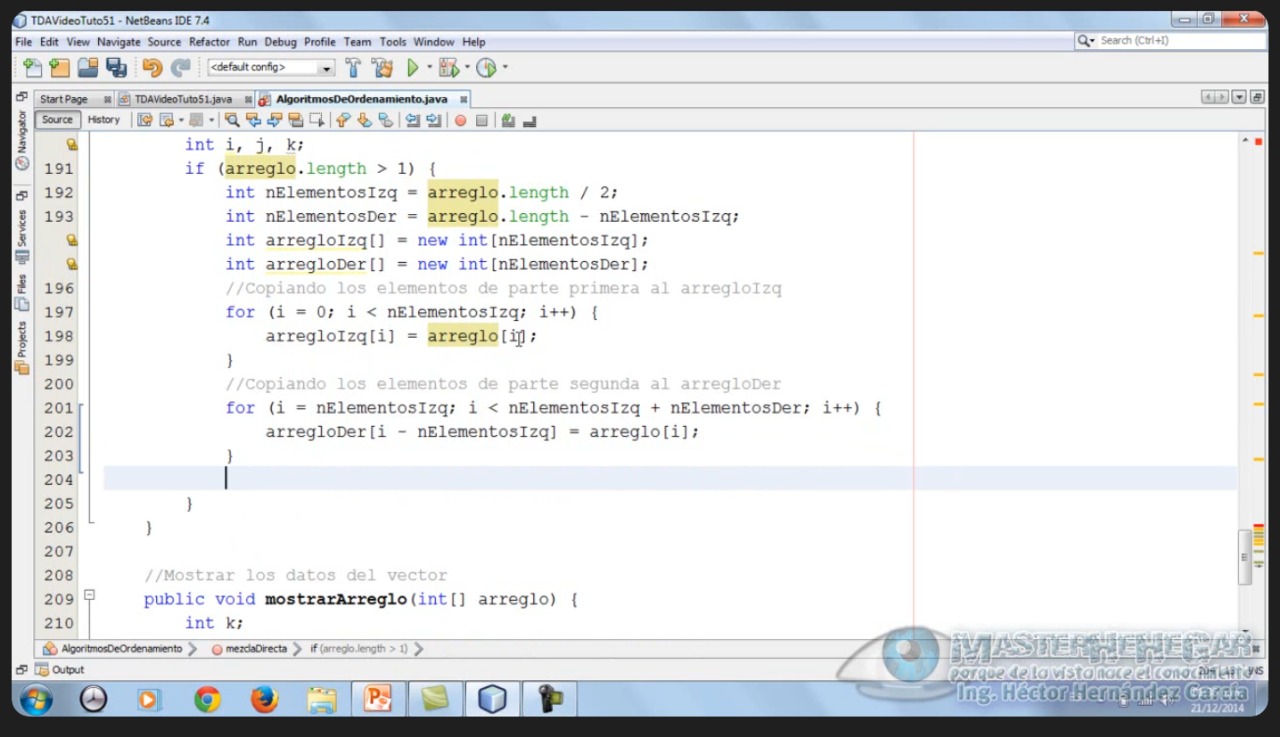 TDAVideoTuto51 - NetBeans IDE 7.4
File Edit View Navigate Source Refactor Run Debug Profile Team Tools Window Help
Search (Ctrl+I)
<default config>
Start Page TDAVideoTuto51.java AlgoritmosDeOrdenamiento.java
Source History
Navigator
Services
Files
Projects
int i, j, k;
191 if (arreglo.length > 1) {
192 int nElementosIzq = arreglo.length / 2;
193 int nElementosDer = arreglo.length - nElementosIzq;
int arregloIzq[] = new int[nElementosIzq];
int arregloDer[] = new int[nElementosDer];
196 //Copiando los elementos de parte primera al arregloIzq
197 for (i = 0; i < nElementosIzq; i++) {
198 arregloIzq[i] = arreglo[i];
199 }
200 //Copiando los elementos de parte segunda al arregloDer
201 for (i = nElementosIzq; i < nElementosIzq + nElementosDer; i++) {
202 arregloDer[i - nElementosIzq] = arreglo[i];
203 }
204
205 }
206 }
207
208 //Mostrar los datos del vector
209 public void mostrarArreglo(int[] arreglo) {
210 int k;
AlgoritmosDeOrdenamiento mezclaDirecta if (arreglo.length > 1)
Output
MASTERHEHEGAR
porque de la vista nace el conocimiento
Ing. Héctor Hernández García
21/12/2014